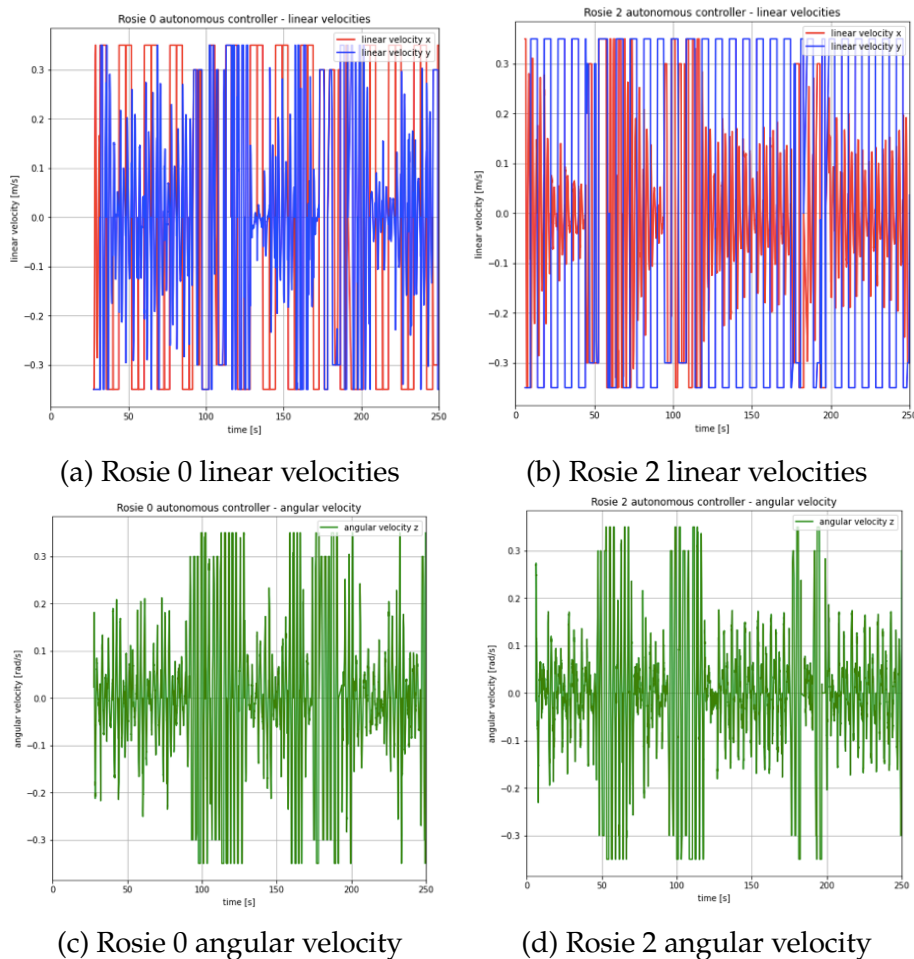 Rosie 0 autonomous controller - linear velocities
linear velocity x
linear velocity y
linear velocity [m/s]
0.3
0.2
0.1
0.0
−0.1
−0.2
−0.3
0 50 100 150 200 250
time [s]
(a) Rosie 0 linear velocities
Rosie 2 autonomous controller - linear velocities
linear velocity x
linear velocity y
linear velocity [m/s]
0.3
0.2
0.1
0.0
−0.1
−0.2
−0.3
0 50 100 150 200 250
time [s]
(b) Rosie 2 linear velocities
Rosie 0 autonomous controller - angular velocity
angular velocity z
angular velocity [rad/s]
0.3
0.2
0.1
0.0
−0.1
−0.2
−0.3
0 50 100 150 200 250
time [s]
(c) Rosie 0 angular velocity
Rosie 2 autonomous controller - angular velocity
angular velocity z
angular velocity [rad/s]
0.3
0.2
0.1
0.0
−0.1
−0.2
−0.3
0 50 100 150 200 250
time [s]
(d) Rosie 2 angular velocity